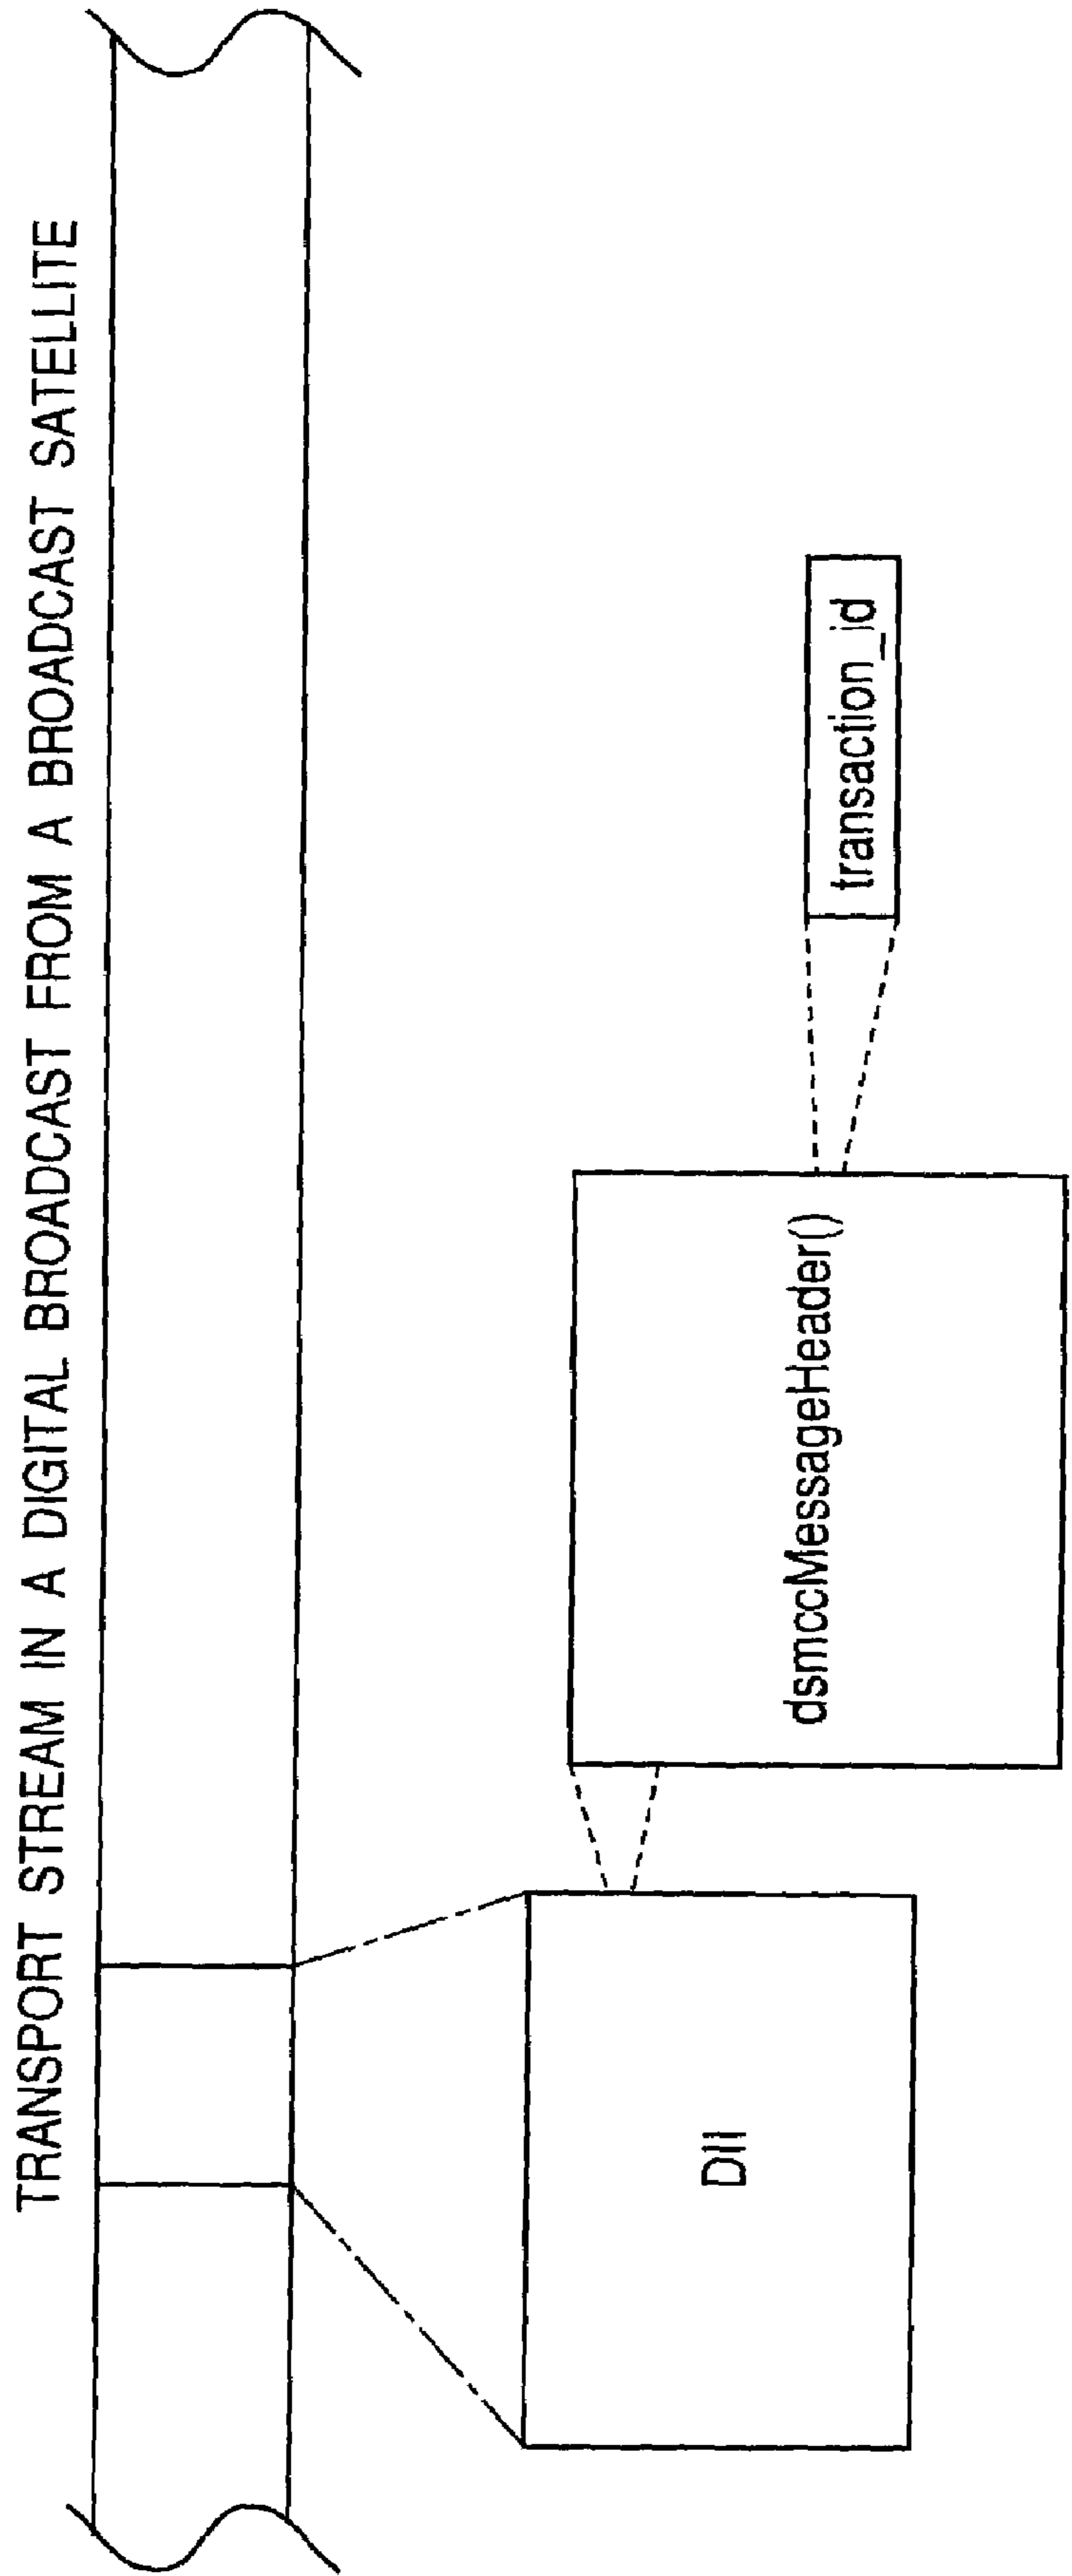 TRANSPORT STREAM IN A DIGITAL BROADCAST FROM A BROADCAST SATELLITE
DII
dsmccMessageHeader()
transaction_id